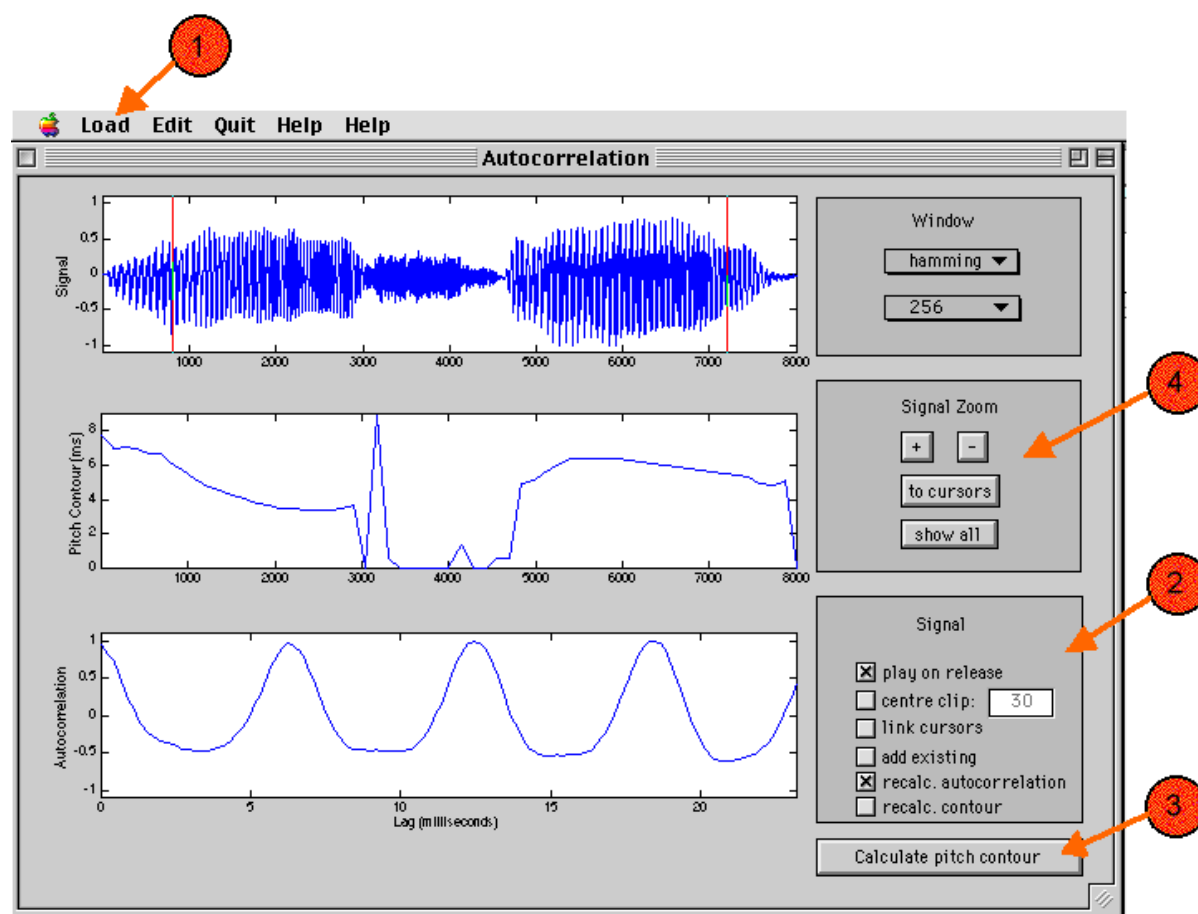 1
Load Edit Quit Help Help
Autocorrelation
1
0.5
0
-0.5
-1
Signal
1000 2000 3000 4000 5000 6000 7000 8000
Window
hamming
256
8
6
4
2
0
Pitch Contour (ms)
1000 2000 3000 4000 5000 6000 7000 8000
Signal Zoom
+ -
to cursors
show all
4
1
0.5
0
-0.5
-1
Autocorrelation
0 5 10 15 20
Lag (milliseconds)
Signal
play on release
centre clip: 30
link cursors
add existing
recalc. autocorrelation
recalc. contour
2
Calculate pitch contour
3